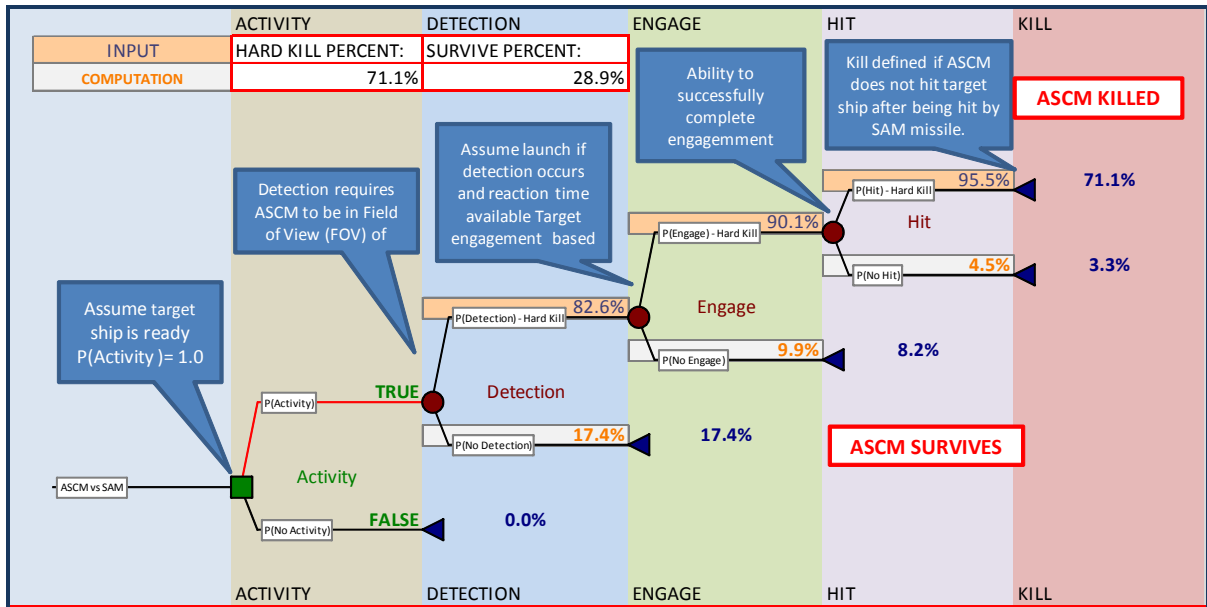 ACTIVITY
DETECTION
ENGAGE
HIT
KILL
INPUT
HARD KILL PERCENT:
SURVIVE PERCENT:
COMPUTATION
71.1%
28.9%
Ability to
successfully
complete
engagemment
Kill defined if ASCM
does not hit target
ship after being hit by
SAM missile.
ASCM KILLED
Assume launch if
detection occurs
and reaction time
available Target
engagement based
Detection requires
ASCM to be in Field
of View (FOV) of
Assume target
ship is ready
P(Activity )= 1.0
95.5%
P(Hit) - Hard Kill
71.1%
90.1%
P(Engage) - Hard Kill
Hit
4.5%
P(No Hit)
3.3%
82.6%
P(Detection) - Hard Kill
Engage
9.9%
P(No Engage)
8.2%
TRUE
P(Activity)
Detection
17.4%
P(No Detection)
17.4%
ASCM SURVIVES
ASCM vs SAM
Activity
FALSE
P(No Activity)
0.0%
ACTIVITY
DETECTION
ENGAGE
HIT
KILL